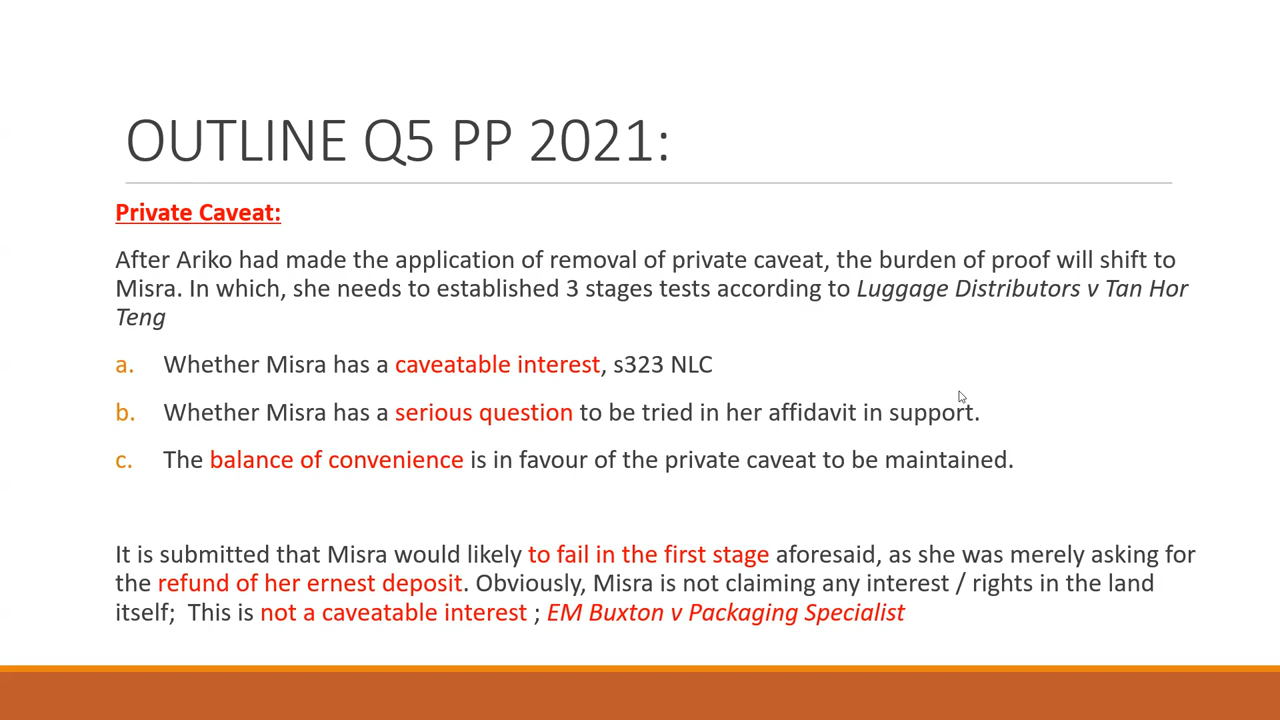 OUTLINE Q5 PP 2021:
Private Caveat:
After Ariko had made the application of removal of private caveat, the burden of proof will shift to
Misra. In which, she needs to established 3 stages tests according to Luggage Distributors v Tan Hor
Teng
a. Whether Misra has a caveatable interest, s323 NLC
b. Whether Misra has a serious question to be tried in her affidavit in support.
c. The balance of convenience is in favour of the private caveat to be maintained.
It is submitted that Misra would likely to fail in the first stage aforesaid, as she was merely asking for
the refund of her ernest deposit. Obviously, Misra is not claiming any interest / rights in the land
itself; This is not a caveatable interest ; EM Buxton v Packaging Specialist